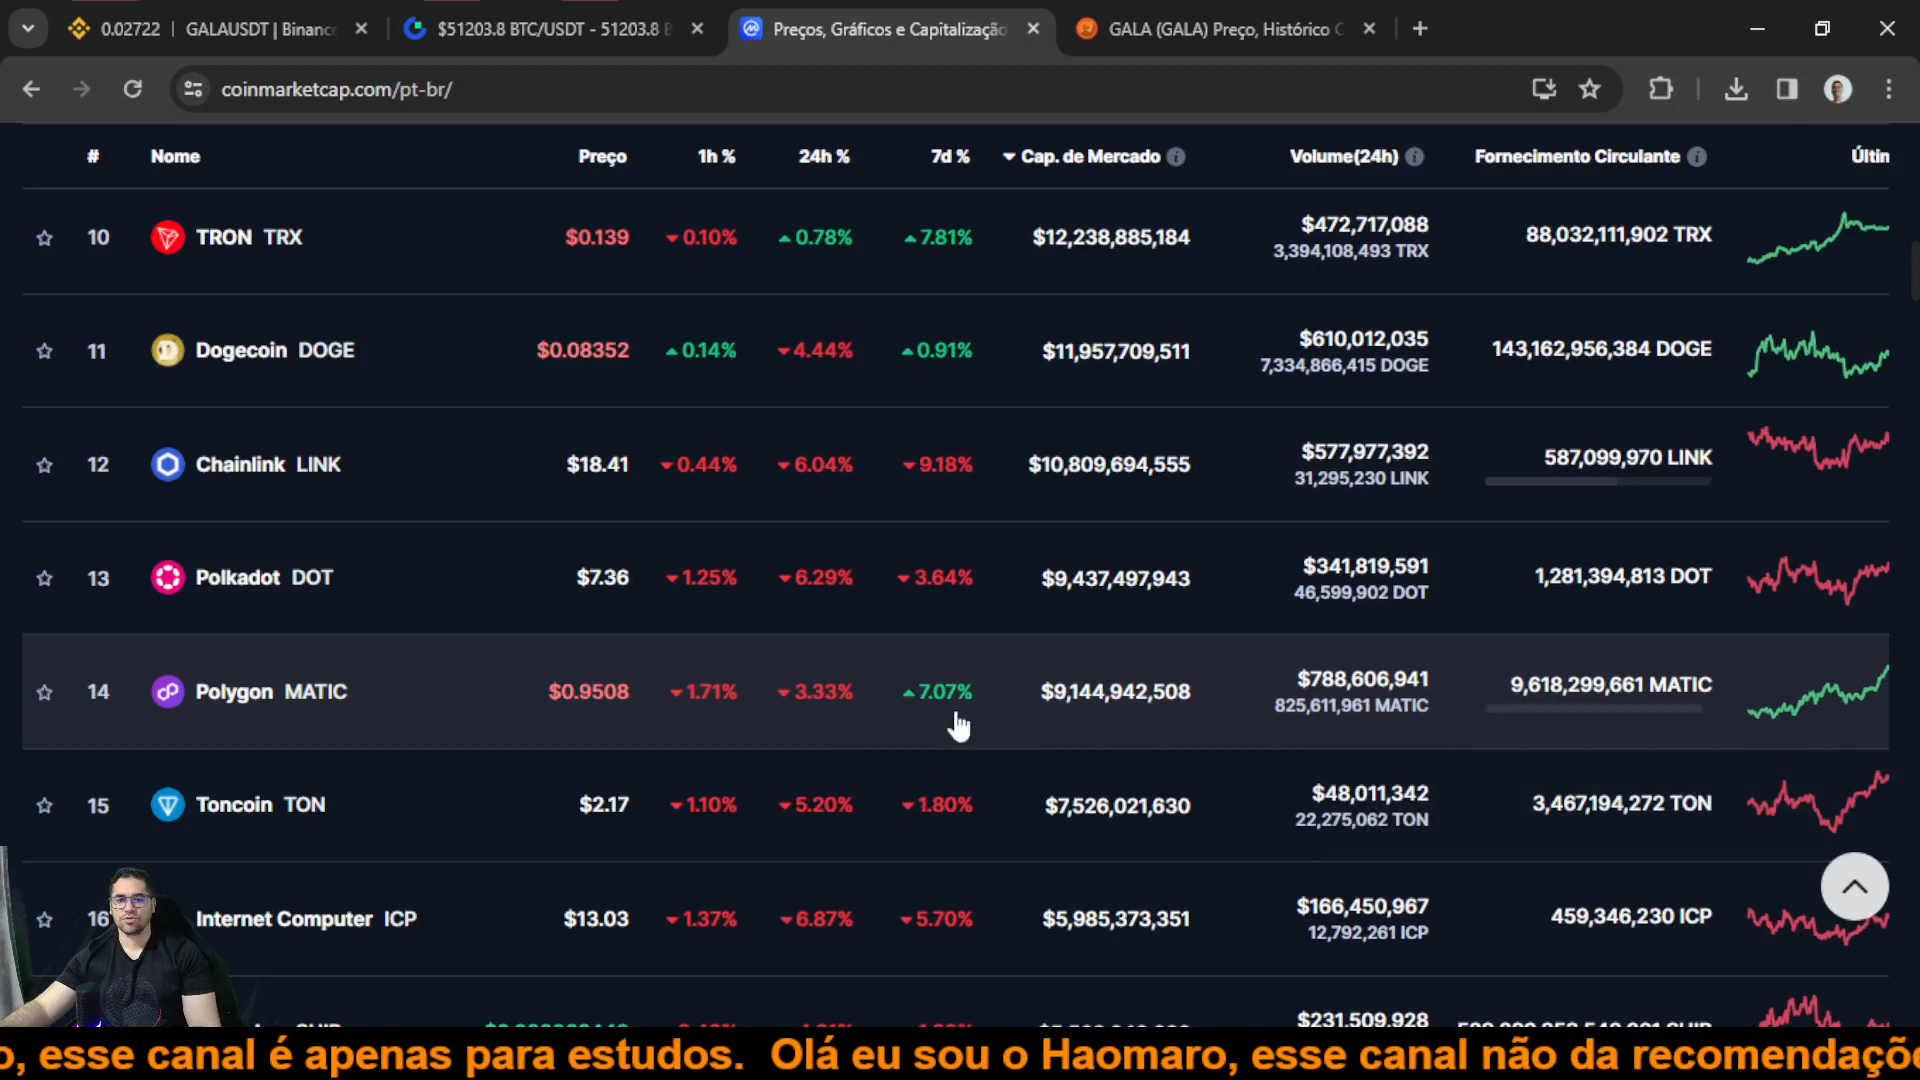 0.02722 | GALAUSDT | Binance
$51203.8 BTC/USDT - 51203.8 B
Preços, Gráficos e Capitalização
GALA (GALA) Preço, Histórico C
coinmarketcap.com/pt-br/
# Nome Preço 1h % 24h % 7d % Cap. de Mercado Volume(24h) Fornecimento Circulante Últin
10 TRON TRX $0.139 0.10% 0.78% 7.81% $12,238,885,184 $472,717,088 88,032,111,902 TRX
3,394,108,493 TRX
11 Dogecoin DOGE $0.08352 0.14% 4.44% 0.91% $11,957,709,511 $610,012,035 143,162,956,384 DOGE
7,334,866,415 DOGE
12 Chainlink LINK $18.41 0.44% 6.04% 9.18% $10,809,694,555 $577,977,392 587,099,970 LINK
31,295,230 LINK
13 Polkadot DOT $7.36 1.25% 6.29% 3.64% $9,437,497,943 $341,819,591 1,281,394,813 DOT
46,599,902 DOT
14 Polygon MATIC $0.9508 1.71% 3.33% 7.07% $9,144,942,508 $788,606,941 9,618,299,661 MATIC
825,611,961 MATIC
15 Toncoin TON $2.17 1.10% 5.20% 1.80% $7,526,021,630 $48,011,342 3,467,194,272 TON
22,275,062 TON
16 Internet Computer ICP $13.03 1.37% 6.87% 5.70% $5,985,373,351 $166,450,967 459,346,230 ICP
12,792,261 ICP
$231,509,928
o, esse canal é apenas para estudos. Olá eu sou o Haomaro, esse canal não da recomendaçõe